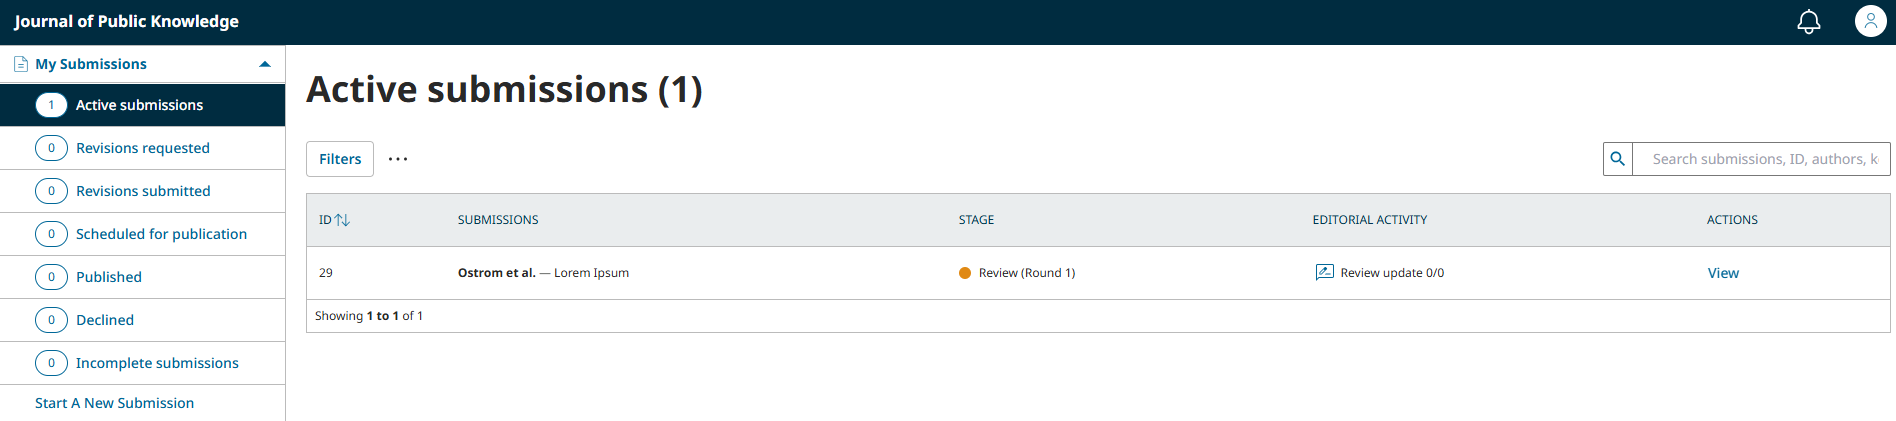 Journal of Public Knowledge
My Submissions
1 Active submissions
0 Revisions requested
0 Revisions submitted
0 Scheduled for publication
0 Published
0 Declined
0 Incomplete submissions
Start A New Submission
Active submissions (1)
Filters ...
Search submissions, ID, authors, k
ID SUBMISSIONS STAGE EDITORIAL ACTIVITY ACTIONS
29 Ostrom et al. — Lorem Ipsum Review (Round 1) Review update 0/0 View
Showing 1 to 1 of 1